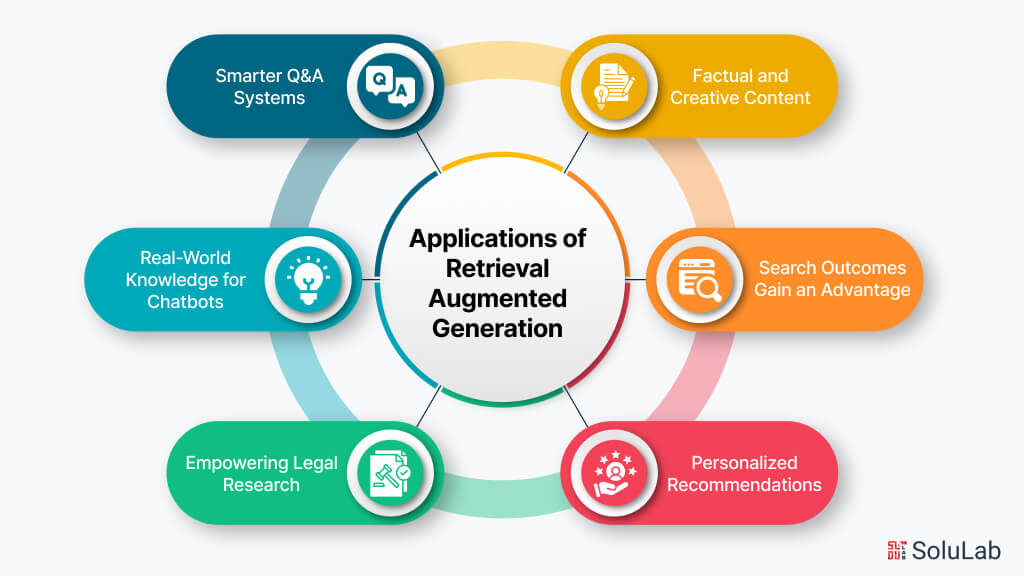 Smarter Q&A
Systems
Q
A
Factual and
Creative Content
Applications of
Retrieval
Augmented
Generation
Real-World
Knowledge for
Chatbots
Search Outcomes
Gain an Advantage
Empowering Legal
Research
Personalized
Recommendations
SoluLab